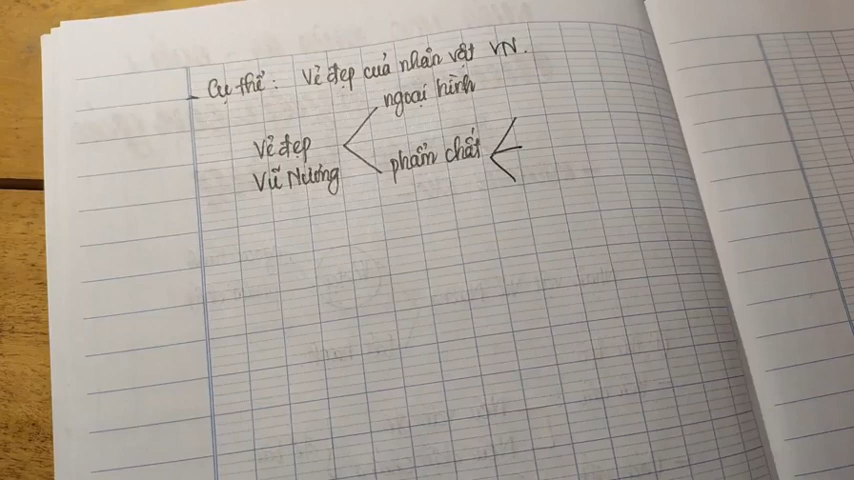 - Cụ thể: Vẻ đẹp của nhân vật VN.
ngoại hình
Vẻ đẹp
Vũ Nương
phẩm chất